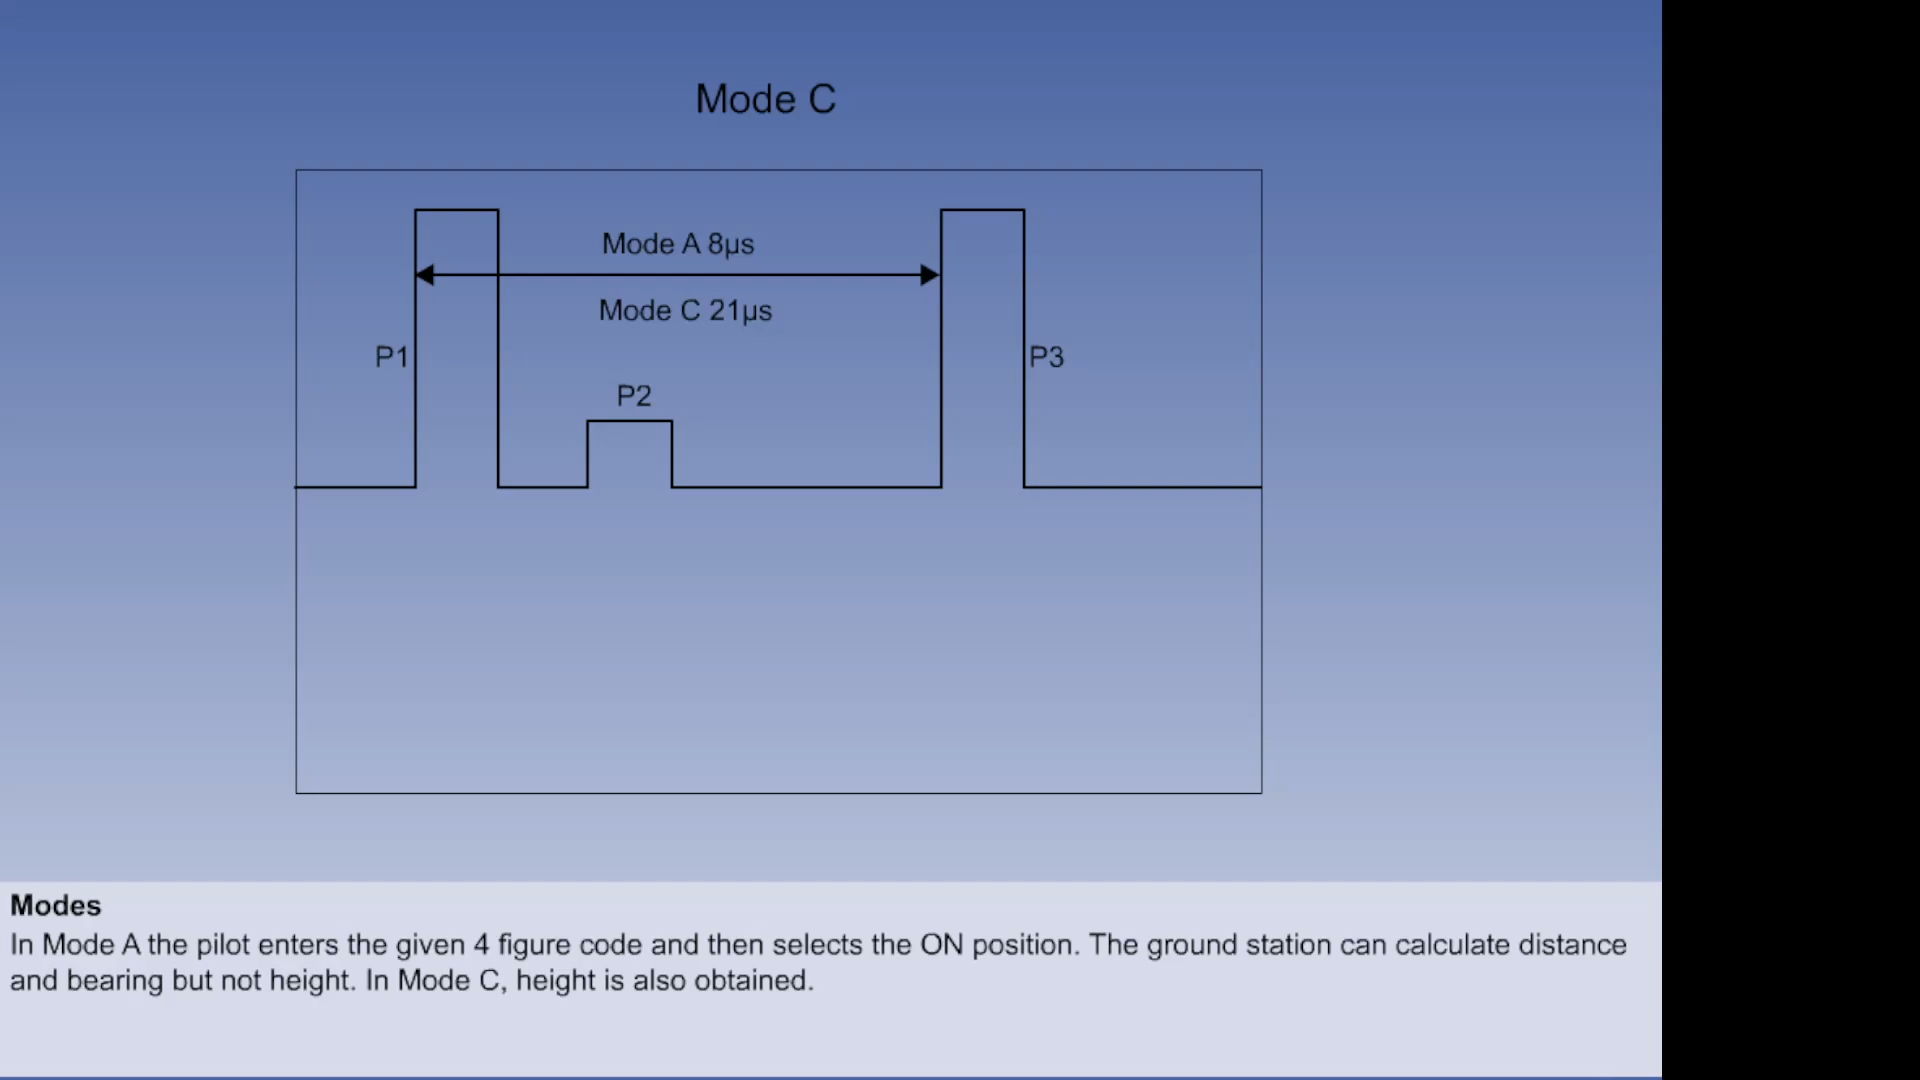 Mode C
Mode A 8µs
Mode C 21µs
P1
P3
P2
Modes
In Mode A the pilot enters the given 4 figure code and then selects the ON position. The ground station can calculate distance
and bearing but not height. In Mode C, height is also obtained.